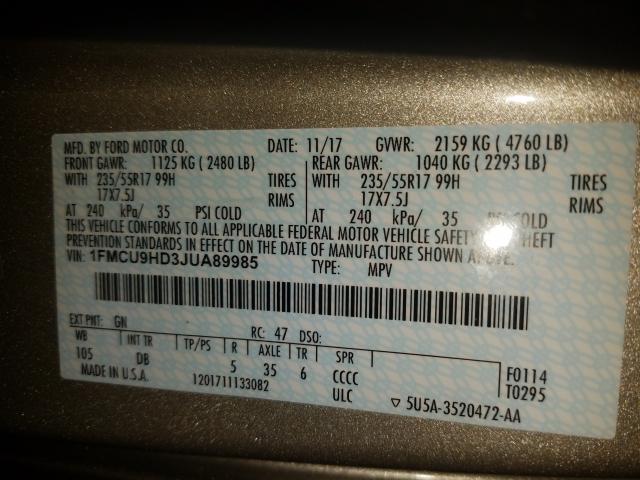 MFD. BY FORD MOTOR CO. DATE: 11/17 GVWR: 2159 KG ( 4760 LB)
FRONT GAWR: 1125 KG ( 2480 LB) REAR GAWR: 1040 KG ( 2293 LB)
WITH 235/55R17 99H TIRES WITH 235/55R17 99H TIRES
17X7.5J RIMS 17X7.5J RIMS
AT 240 kPa/ 35 PSI COLD AT 240 kPa/ 35 PSI COLD
THIS VEHICLE CONFORMS TO ALL APPLICABLE FEDERAL MOTOR VEHICLE SAFETY THEFT
PREVENTION STANDARDS IN EFFECT ON THE DATE OF MANUFACTURE SHOWN ABOVE.
VIN: 1FMCU9HD3JUA89985 TYPE: MPV
EXT PNT: GN RC: 47 DSO:
WB INT TR TP/PS R AXLE TR SPR
105 DB 5 35 6 CCCC F0114
MADE IN U.S.A. 1201711133082 ULC T0295
▽ 5U5A-3520472-AA